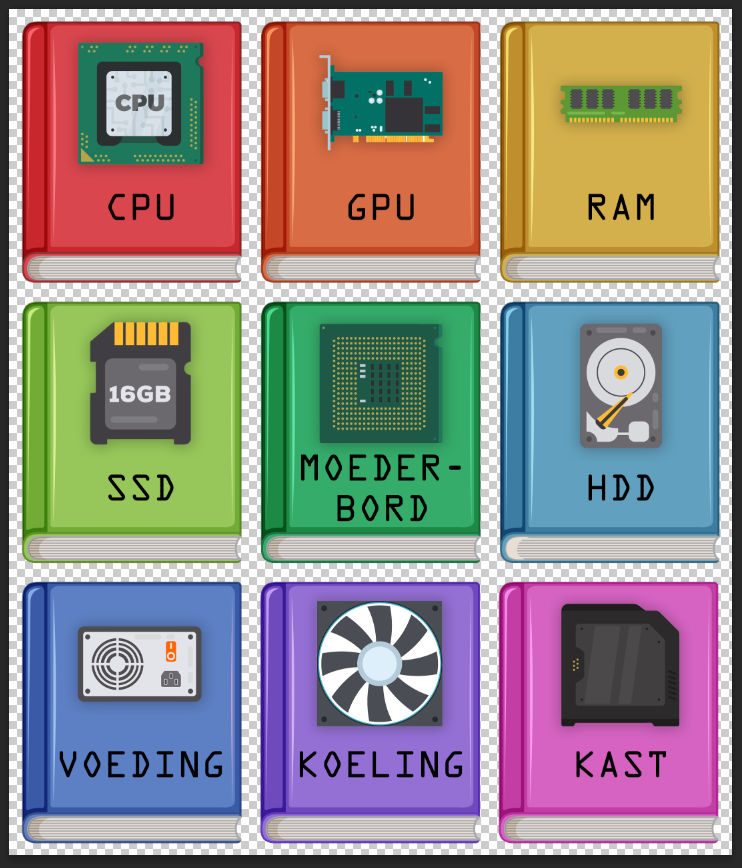 CPU
CPU
GPU
RAM
16GB
SSD
MOEDER-
BORD
HDD
VOEDING
KOELING
KAST